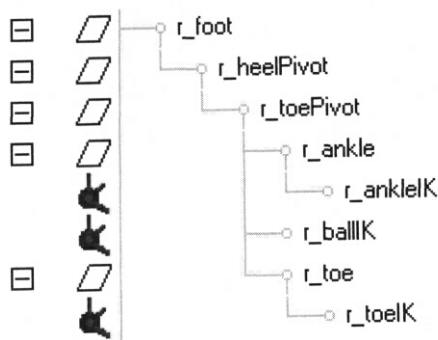 r_foot
r_heelPivot
r_toePivot
r_ankle
r_ankleIK
r_ballIK
r_toe
r_toeIK